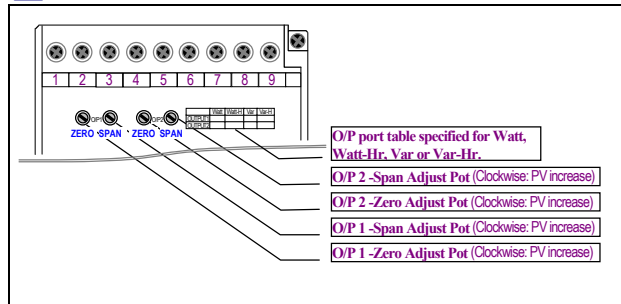 1 2 3 4 5 6 7 8 9
Watt Watt-H Var Var-H
OP1 OP2 OUTPUT1
OUTPUT2
ZERO SPAN ZERO SPAN
O/P port table specified for Watt,
Watt-Hr, Var or Var-Hr.
O/P 2 -Span Adjust Pot (Clockwise: PV increase)
O/P 2 -Zero Adjust Pot (Clockwise: PV increase)
O/P 1 -Span Adjust Pot (Clockwise: PV increase)
O/P 1 -Zero Adjust Pot (Clockwise: PV increase)